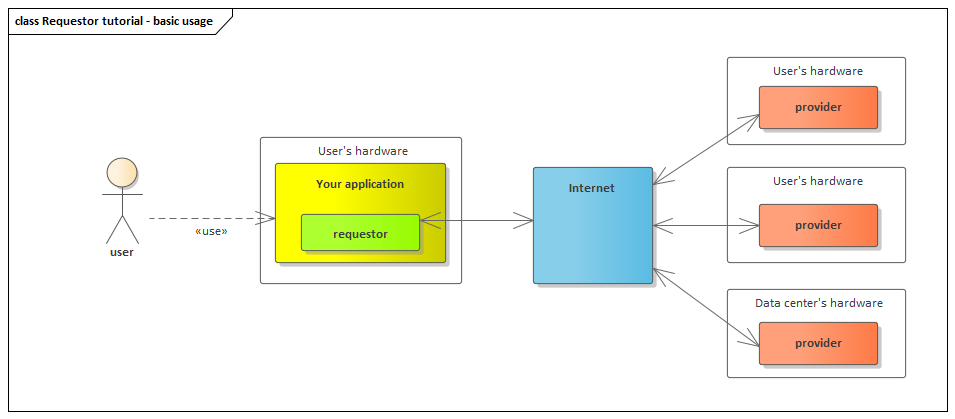 class Requestor tutorial - basic usage
user
«use»
User's hardware
Your application
requestor
Internet
User's hardware
provider
User's hardware
provider
Data center's hardware
provider